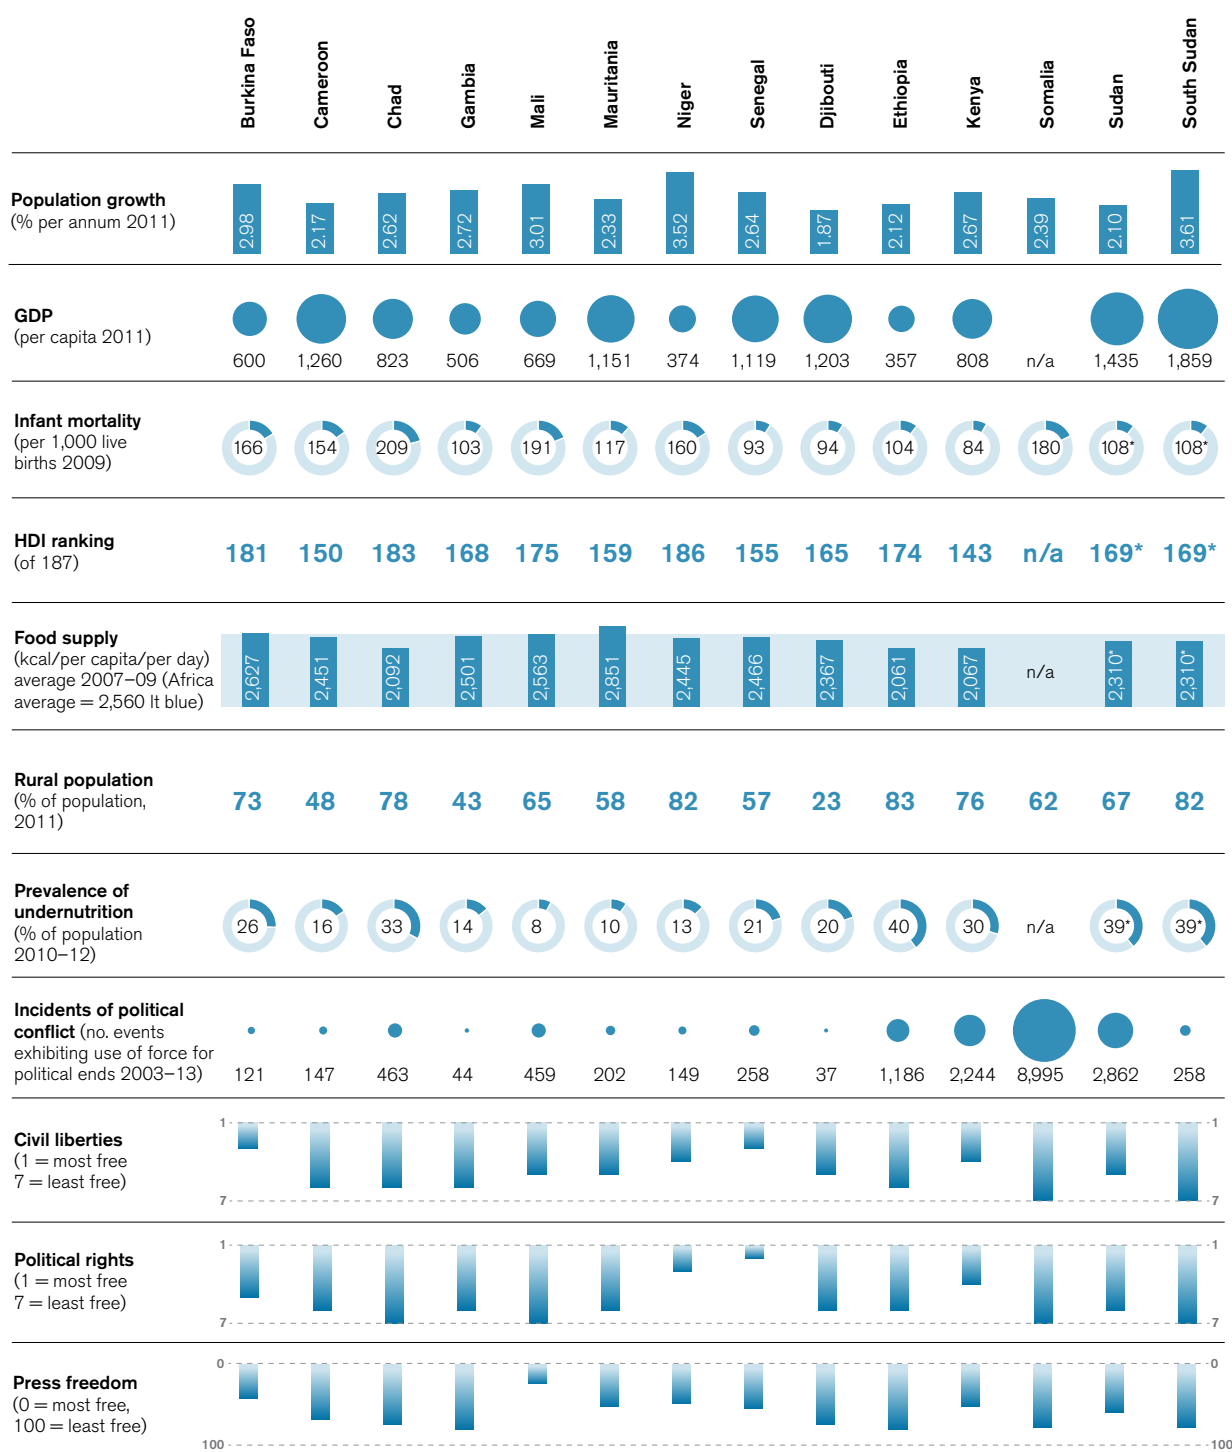 Burkina Faso
Cameroon
Chad
Gambia
Mali
Mauritania
Niger
Senegal
Djibouti
Ethiopia
Kenya
Somalia
Sudan
South Sudan
Population growth
(% per annum 2011)
2.98 2.17 2.62 2.72 3.01 2.33 3.52 2.64 1.87 2.12 2.67 2.39 2.10 3.61
GDP
(per capita 2011)
600 1,260 823 506 669 1,151 374 1,119 1,203 357 808 n/a 1,435 1,859
Infant mortality
(per 1,000 live
births 2009)
166 154 209 103 191 117 160 93 94 104 84 180 108* 108*
HDI ranking
(of 187)
181 150 183 168 175 159 186 155 165 174 143 n/a 169* 169*
Food supply
(kcal/per capita/per day)
average 2007–09 (Africa
average = 2,560 lt blue)
2,627 2,451 2,092 2,501 2,563 2,851 2,445 2,466 2,367 2,061 2,067 n/a 2,310* 2,310*
Rural population
(% of population,
2011)
73 48 78 43 65 58 82 57 23 83 76 62 67 82
Prevalence of
undernutrition
(% of population
2010–12)
26 16 33 14 8 10 13 21 20 40 30 n/a 39* 39*
Incidents of political
conflict (no. events
exhibiting use of force for
political ends 2003–13)
121 147 463 44 459 202 149 258 37 1,186 2,244 8,995 2,862 258
Civil liberties
(1 = most free
7 = least free)
1 1
7 7
Political rights
(1 = most free
7 = least free)
1 1
7 7
Press freedom
(0 = most free,
100 = least free)
0 0
100 100